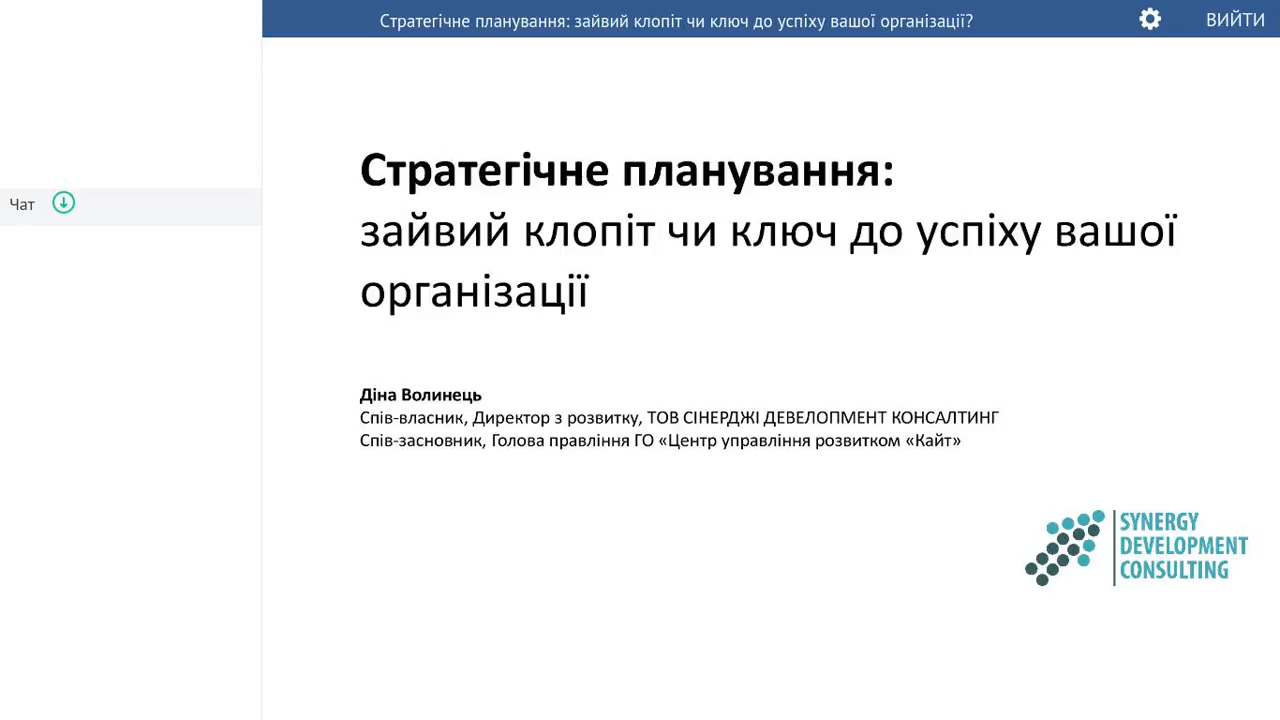 Стратегічне планування: зайвий клопіт чи ключ до успіху вашої організації?
ВИЙТИ
Чат
Стратегічне планування:
зайвий клопіт чи ключ до успіху вашої
організації
Діна Волинець
Спів-власник, Директор з розвитку, ТОВ СІНЕРДЖІ ДЕВЕЛОПМЕНТ КОНСАЛТИНГ
Спів-засновник, Голова правління ГО «Центр управління розвитком «Кайт»
SYNERGY
DEVELOPMENT
CONSULTING